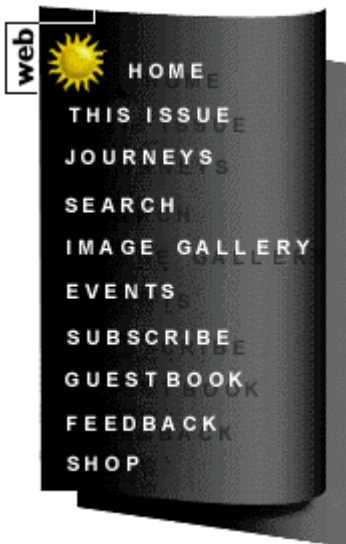 web
HOME
THIS ISSUE
JOURNEYS
SEARCH
IMAGE GALLERY
EVENTS
SUBSCRIBE
GUESTBOOK
FEEDBACK
SHOP